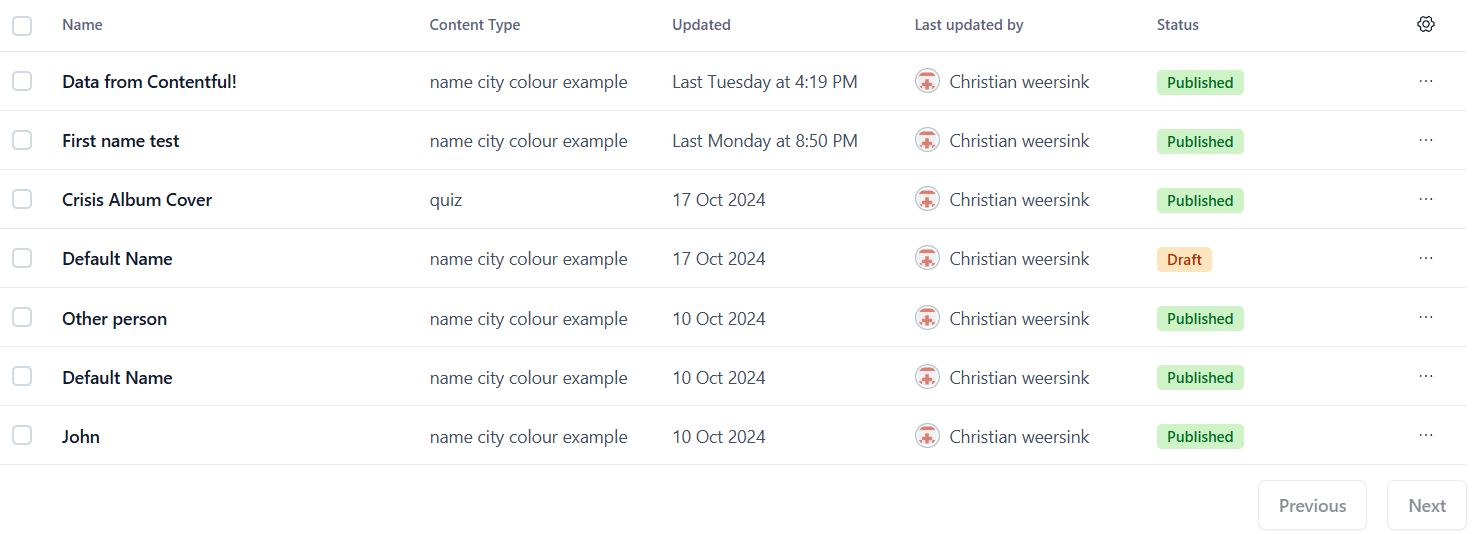 Name Content Type Updated Last updated by Status
Data from Contentful! name city colour example Last Tuesday at 4:19 PM Christian weersink Published ...
First name test name city colour example Last Monday at 8:50 PM Christian weersink Published ...
Crisis Album Cover quiz 17 Oct 2024 Christian weersink Published ...
Default Name name city colour example 17 Oct 2024 Christian weersink Draft ...
Other person name city colour example 10 Oct 2024 Christian weersink Published ...
Default Name name city colour example 10 Oct 2024 Christian weersink Published ...
John name city colour example 10 Oct 2024 Christian weersink Published ...
Previous Next